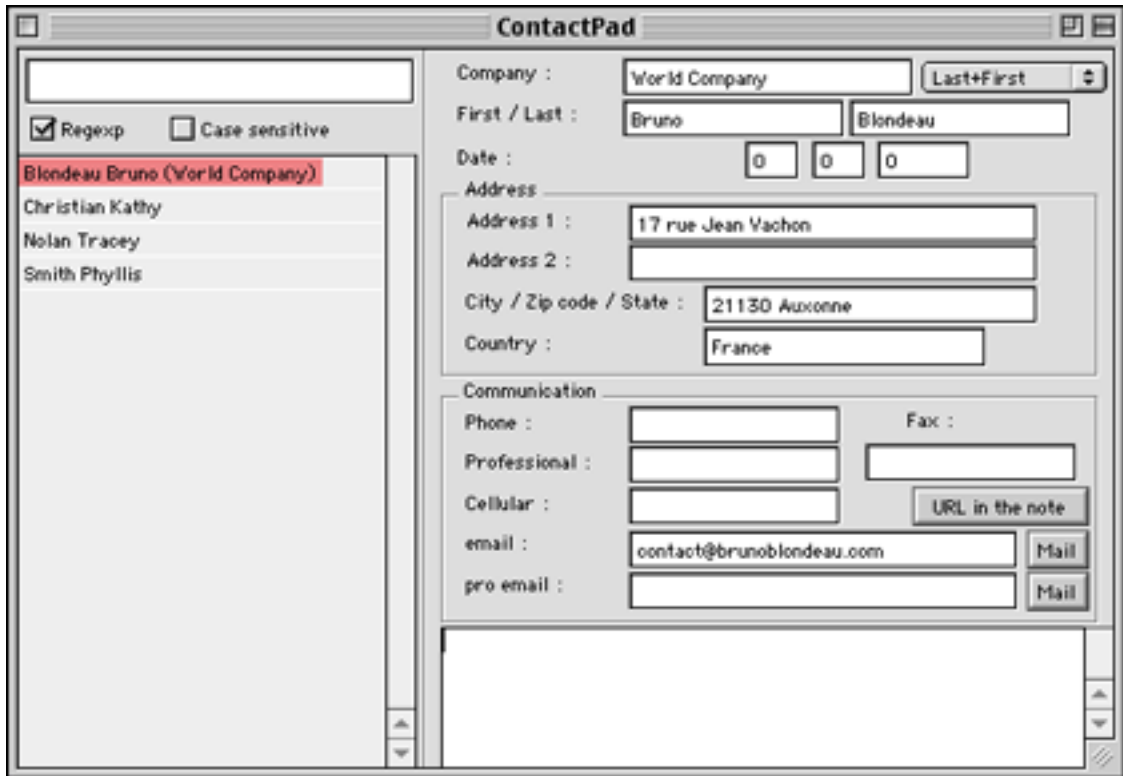 ContactPad
Regexp Case sensitive
Blondeau Bruno (World Company)
Christian Kathy
Nolan Tracey
Smith Phyllis
Company : World Company Last+First
First / Last : Bruno Blondeau
Date : 0 0 0
Address
Address 1 : 17 rue Jean Vachon
Address 2 :
City / Zip code / State : 21130 Auxonne
Country : France
Communication
Phone : Fax :
Professional :
Cellular : URL in the note
email : contact@brunoblondeau.com Mail
pro email : Mail